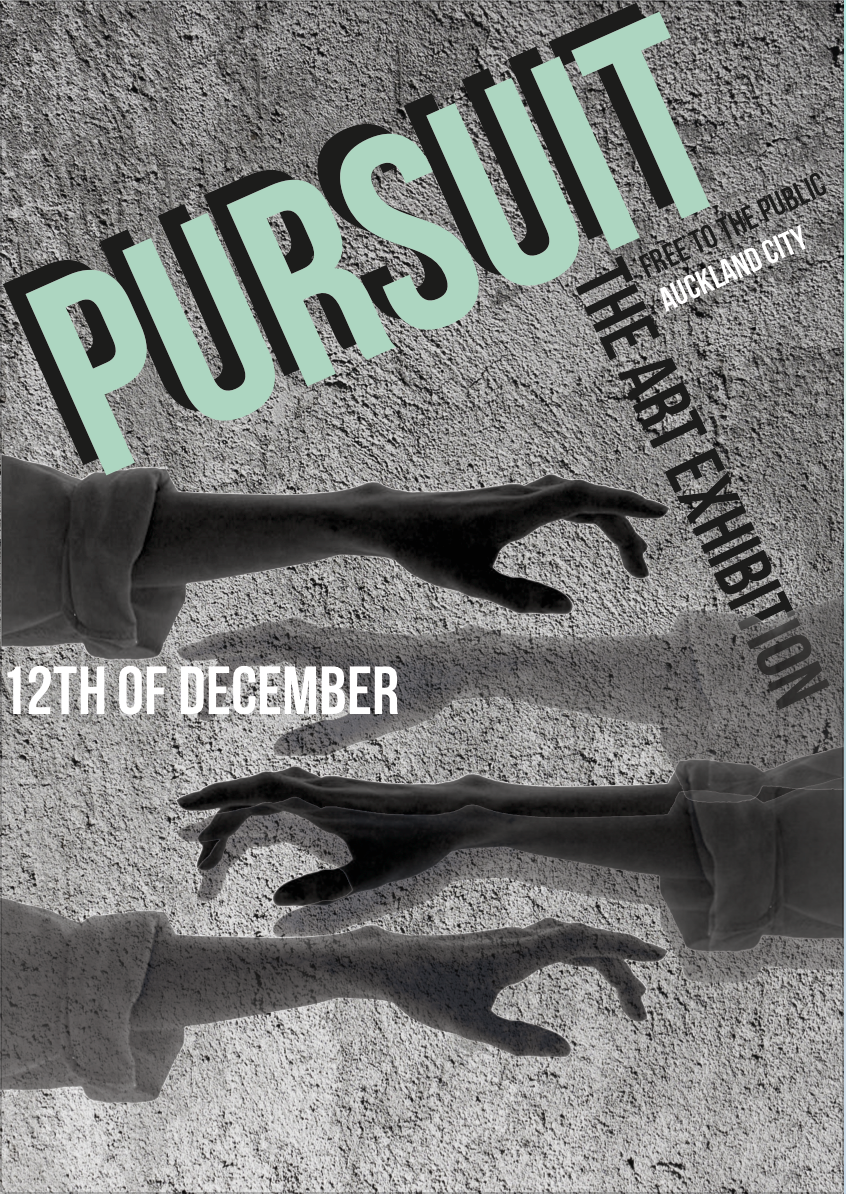 PURSUIT
FREE TO THE PUBLIC
AUCKLAND CITY
THE ART EXHIBITION
12TH OF DECEMBER